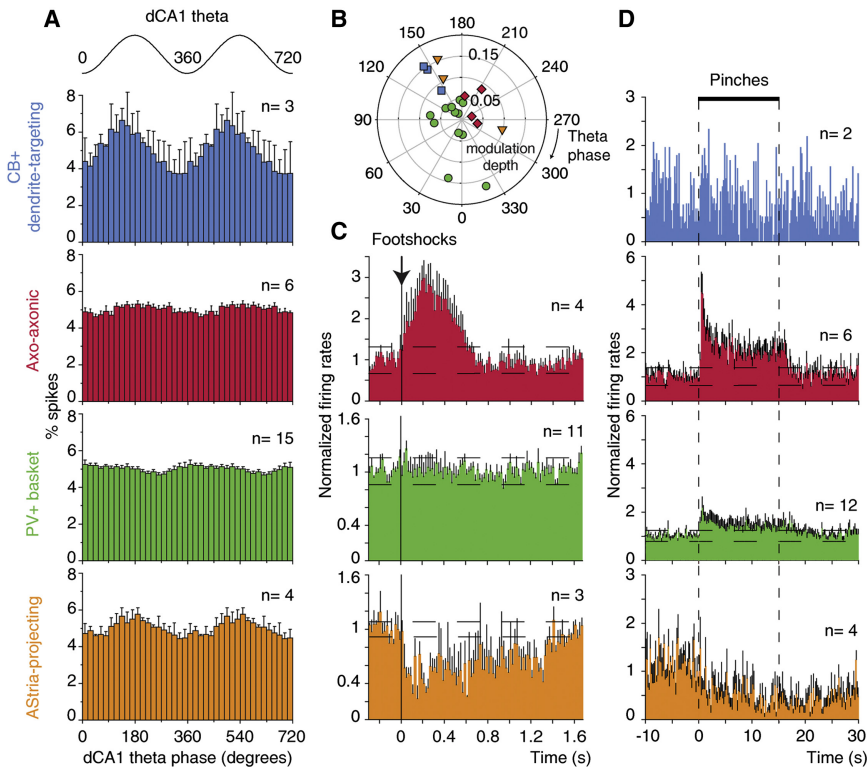 A
dCA1 theta
0 360 720
CB+
dendrite-targeting
8
6
4
2
0
n= 3
Axo-axonic
8
6
4
2
0
n= 6
% spikes
PV+ basket
8
6
4
2
0
n= 15
AStria-projecting
8
6
4
2
0
n= 4
0 180 360 540 720
dCA1 theta phase (degrees)
B
180
150 210
120 240
90 270
60 300
30 330
0
0.15
0.05
modulation
depth
Theta
phase
C
Footshocks
Normalized firing rates
3
2
1
0
n= 4
1.6
1
0.4
0
n= 11
1.6
1
0.4
0
n= 3
0 0.4 0.8 1.2 1.6
Time (s)
D
Pinches
Normalized firing rates
3
2
1
0
n= 2
6
4
2
0
n= 6
6
4
2
0
n= 12
3
2
1
0
n= 4
-10 0 10 20 30
Time (s)